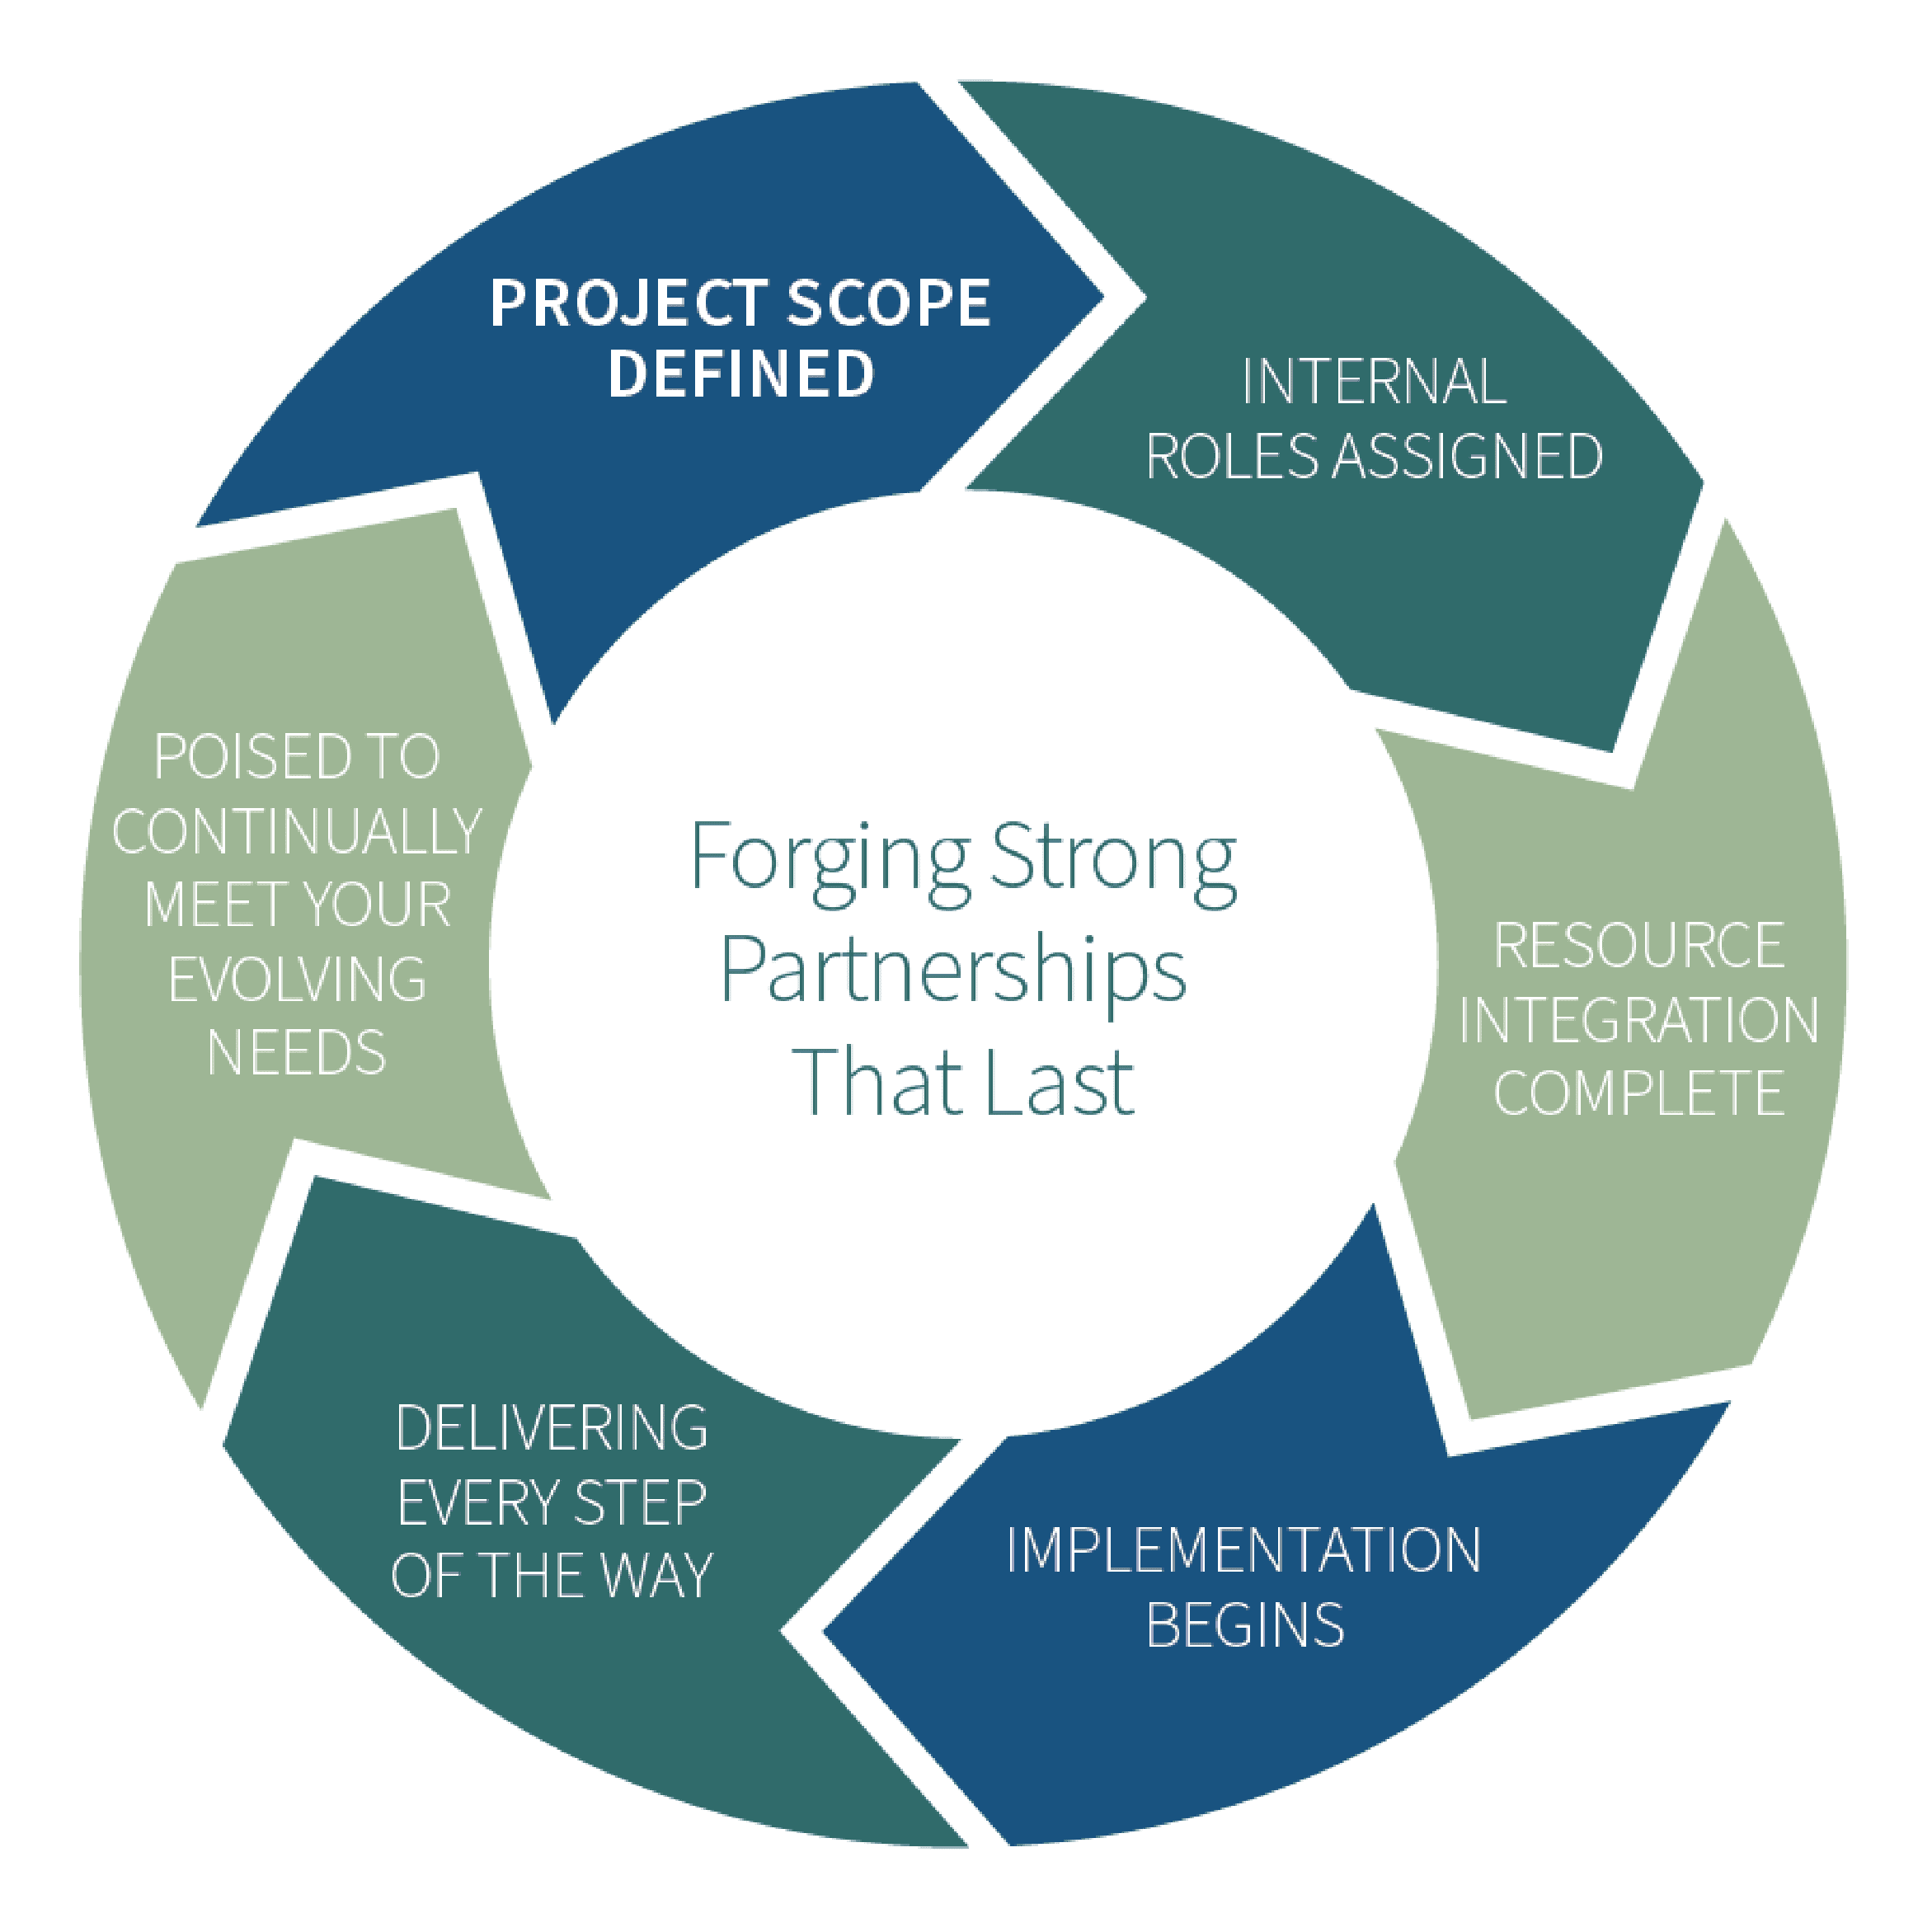 PROJECT SCOPE
DEFINED
INTERNAL
ROLES ASSIGNED
RESOURCE
INTEGRATION
COMPLETE
IMPLEMENTATION
BEGINS
DELIVERING
EVERY STEP
OF THE WAY
POISED TO
CONTINUALLY
MEET YOUR
EVOLVING
NEEDS
Forging Strong
Partnerships
That Last